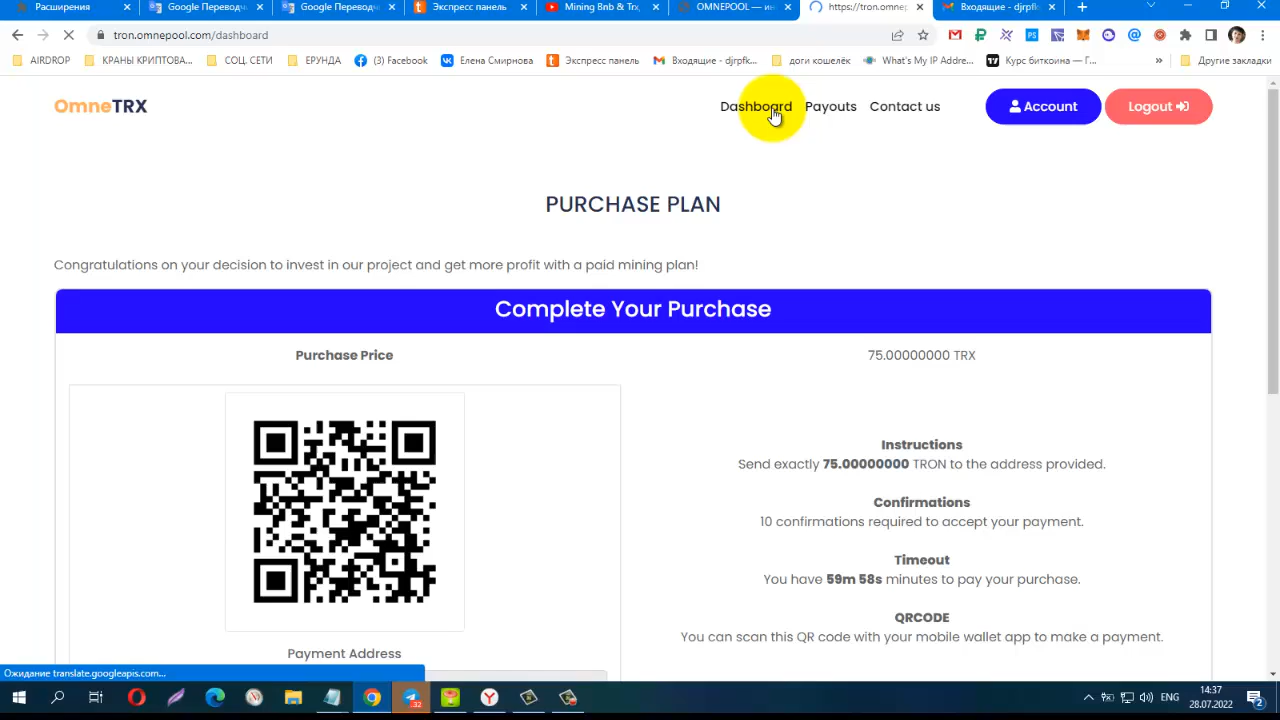 Расширения
Google Переводч
Google Переводч
Экспресс панель
Mining Bnb & Trx,
OMNEPOOL — ин
https://tron.omnep
Входящие - djrpfl
tron.omnepool.com/dashboard
AIRDROP
КРАНЫ КРИПТОВА...
СОЦ. СЕТИ
ЕРУНДА
(3) Facebook
Елена Смирнова
Экспресс панель
Входящие - djrpfk...
доги кошелёк
What's My IP Addre...
Курс биткоина — Г...
»
Другие закладки
OmneTRX
Dashboard
Payouts
Contact us
Account
Logout
PURCHASE PLAN
Congratulations on your decision to invest in our project and get more profit with a paid mining plan!
Complete Your Purchase
Purchase Price
75.00000000 TRX
Instructions
Send exactly 75.00000000 TRON to the address provided.
Confirmations
10 confirmations required to accept your payment.
Timeout
You have 59m 58s minutes to pay your purchase.
QRCODE
You can scan this QR code with your mobile wallet app to make a payment.
Payment Address
Ожидание translate.googleapis.com...
32
ENG
14:37
28.07.2022
2